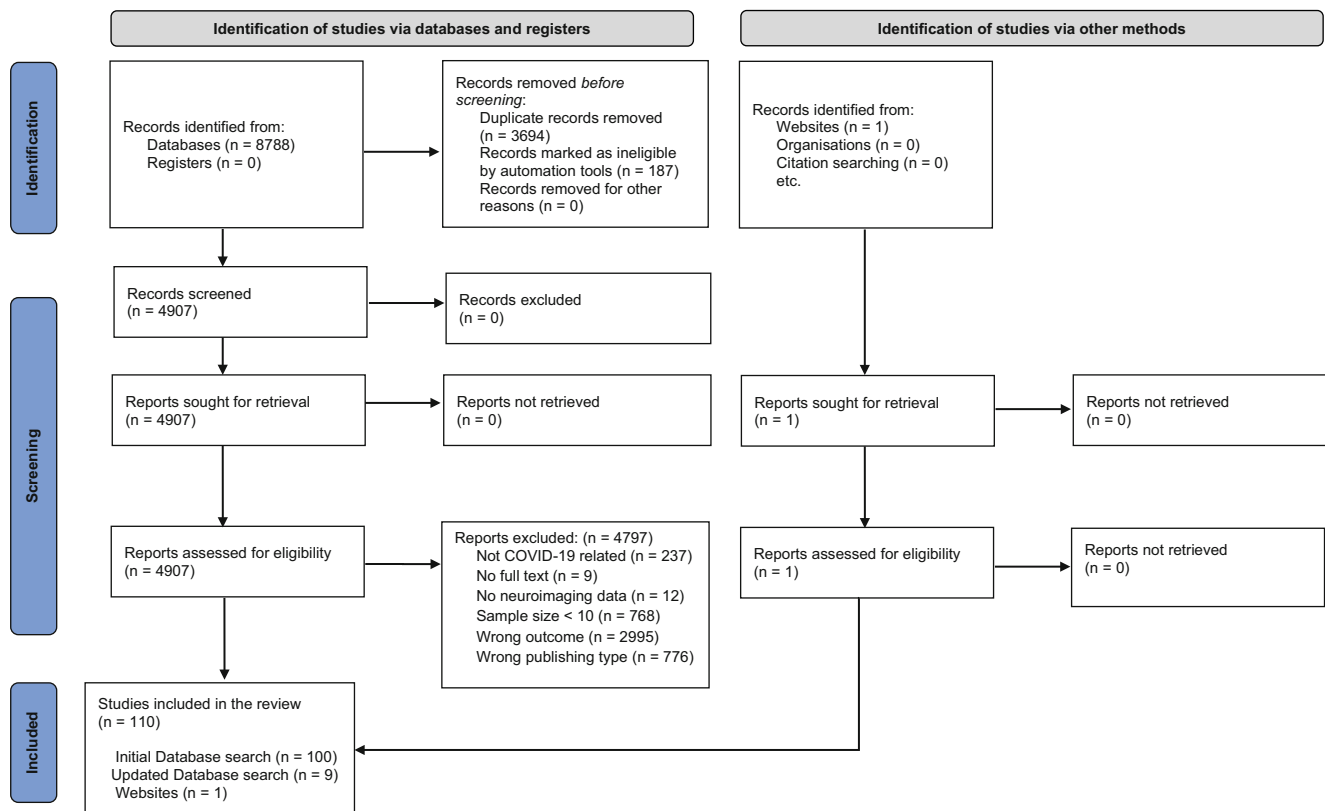 Identification of studies via databases and registers
Identification of studies via other methods
Identification
Records identified from:
Databases (n = 8788)
Registers (n = 0)
Records removed before
screening:
Duplicate records removed
(n = 3694)
Records marked as ineligible
by automation tools (n = 187)
Records removed for other
reasons (n = 0)
Records identified from:
Websites (n = 1)
Organisations (n = 0)
Citation searching (n = 0)
etc.
Screening
Records screened
(n = 4907)
Records excluded
(n = 0)
Reports sought for retrieval
(n = 4907)
Reports not retrieved
(n = 0)
Reports sought for retrieval
(n = 1)
Reports not retrieved
(n = 0)
Reports assessed for eligibility
(n = 4907)
Reports excluded: (n = 4797)
Not COVID-19 related (n = 237)
No full text (n = 9)
No neuroimaging data (n = 12)
Sample size < 10 (n = 768)
Wrong outcome (n = 2995)
Wrong publishing type (n = 776)
Reports assessed for eligibility
(n = 1)
Reports not retrieved
(n = 0)
Included
Studies included in the review
(n = 110)
Initial Database search (n = 100)
Updated Database search (n = 9)
Websites (n = 1)